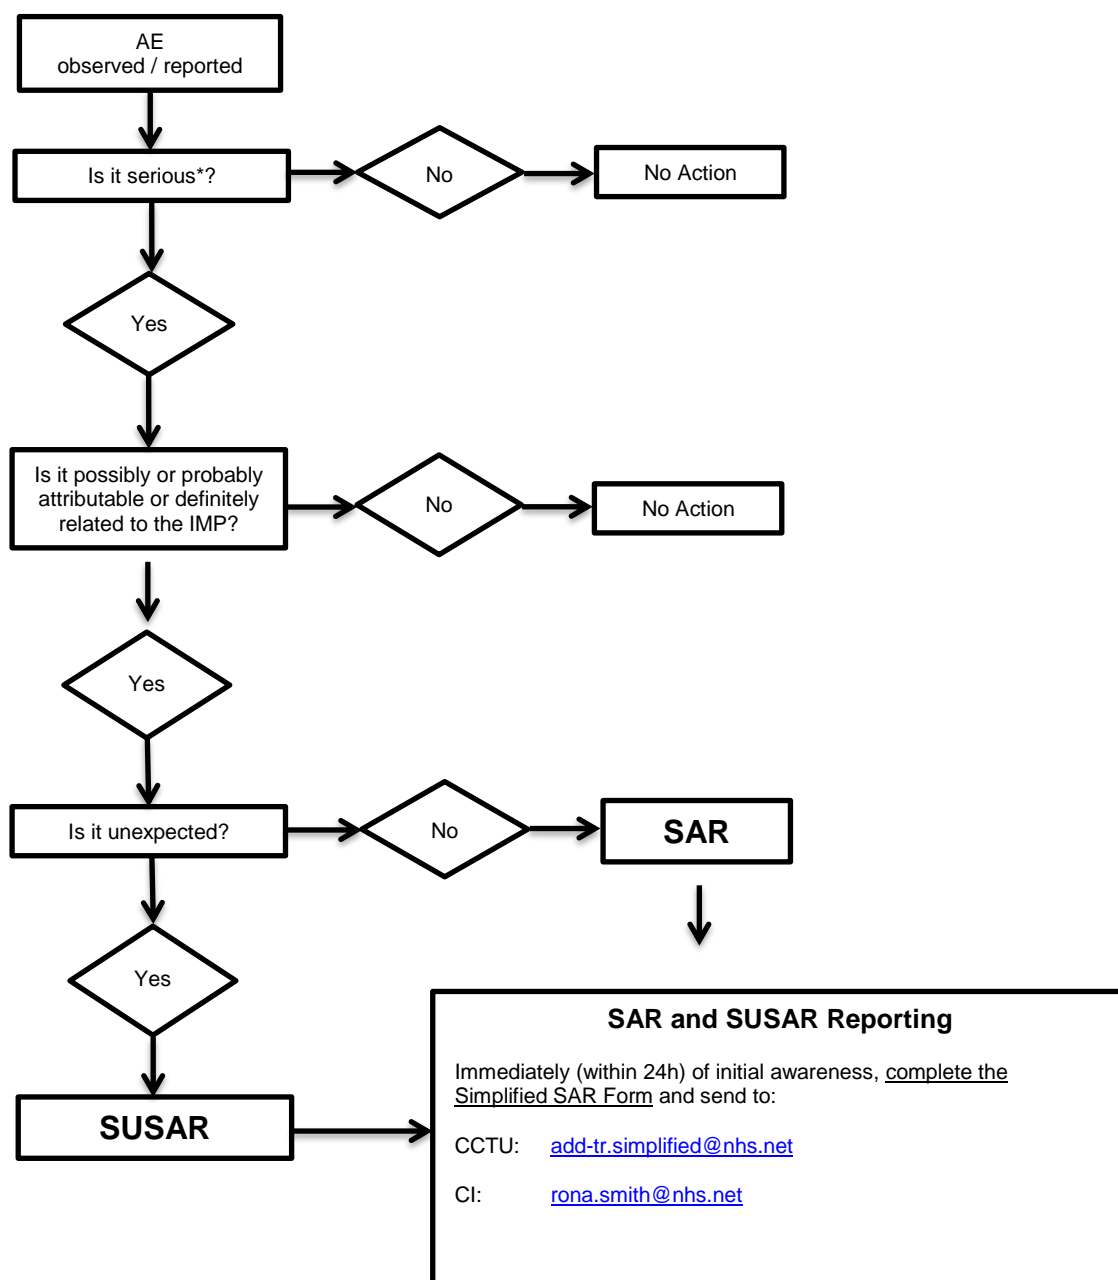 AE
observed / reported
Is it serious*?
No
No Action
Yes
Is it possibly or probably
attributable or definitely
related to the IMP?
No
No Action
Yes
Is it unexpected?
No
SAR
Yes
SUSAR
SAR and SUSAR Reporting
Immediately (within 24h) of initial awareness, complete the
Simplified SAR Form and send to:
CCTU: add-tr.simplified@nhs.net
CI: rona.smith@nhs.net